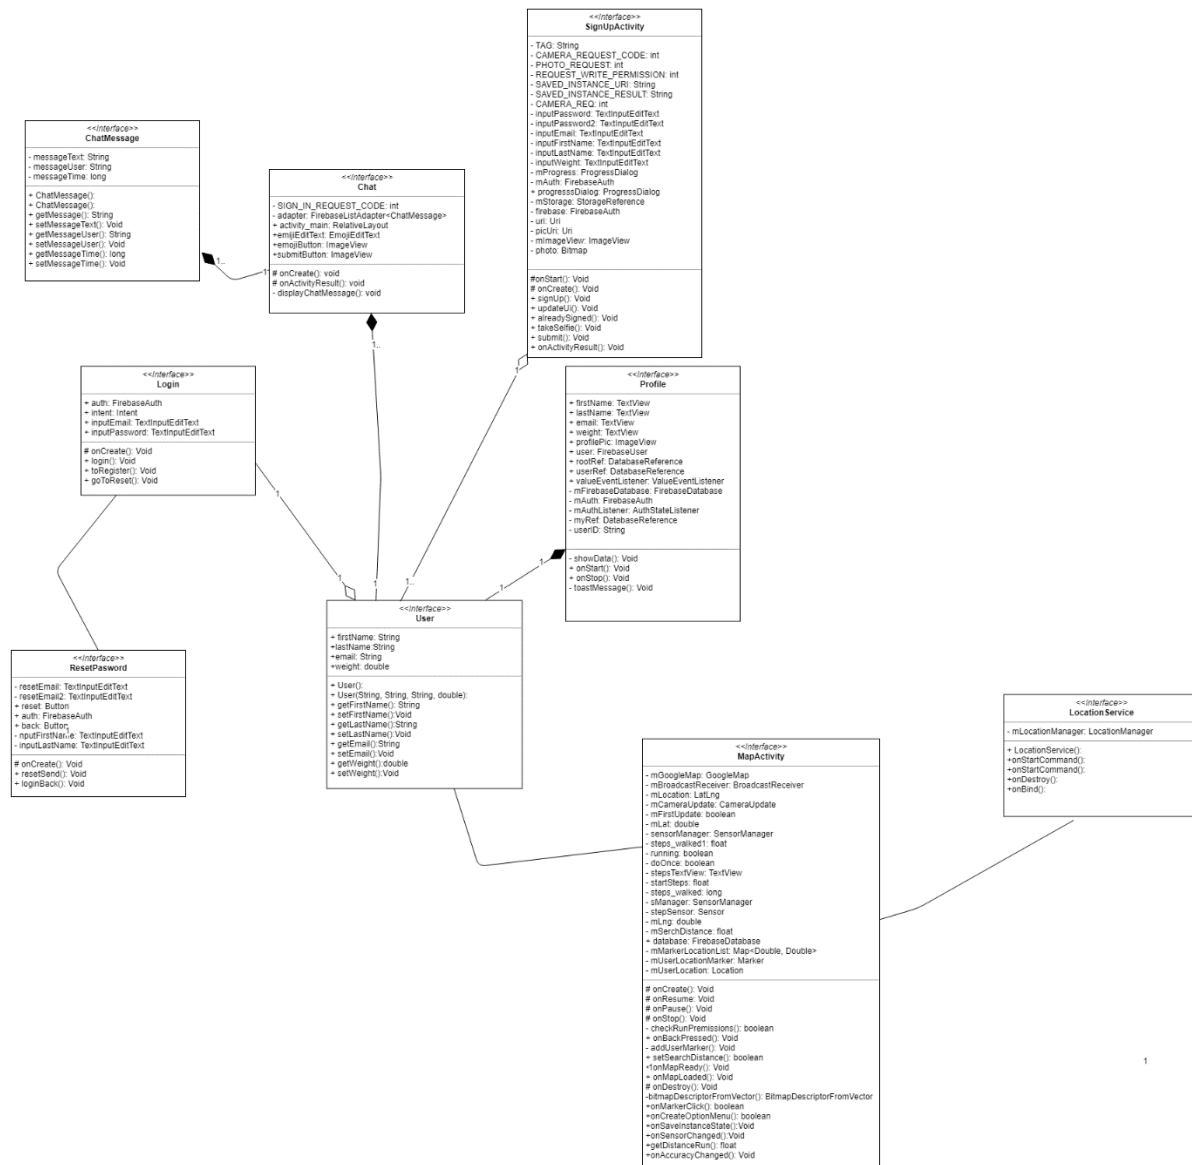 <<Interface>>
SignUpActivity
- TAG: String
- CAMERA_REQUEST_CODE: int
- PHOTO_REQUEST: int
- REQUEST_WRITE_PERMISSION: int
- SAVED_INSTANCE_URI: String
- SAVED_INSTANCE_RESULT: String
- CAMERA_REQ: int
- inputPassword: TextInputEditText
- inputPassword2: TextInputEditText
- inputEmail: TextInputEditText
- inputFirstName: TextInputEditText
- inputLastName: TextInputEditText
- inputWeight: TextInputEditText
- mProgress: ProgressDialog
- mAuth: FirebaseAuth
+ progresssDialog: ProgressDialog
- mStorage: StorageReference
- firebase: FirebaseAuth
- uri: Uri
- picUri: Uri
- mImageView: ImageView
- photo: Bitmap
#onStart(): Void
# onCreate(): Void
+ signUp(): Void
+ updateUi(): Void
+ alreadySigned(): Void
+ takeSelfie(): Void
+ submit(): Void
+ onActivityResult(): Void
<<Interface>>
ChatMessage
- messageText: String
- messageUser: String
- messageTime: long
+ ChatMessage():
+ ChatMessage():
+ getMessage(): String
+ setMessageText(): Void
+ getMessageUser(): String
+ setMessageUser(): Void
+ getMessageTime(): long
+ setMessageTime(): Void
1..
1
<<Interface>>
Chat
- SIGN_IN_REQUEST_CODE: int
- adapter: FirebaseListAdapter<ChatMessage>
+ activity_main: RelativeLayout
+emijiEditText: EmojiEditText
+emojiButton: ImageView
+submitButton: ImageView
# onCreate(): void
# onActivityResult(): void
- displayChatMessage(): void
1..
1
<<Interface>>
Login
+ auth: FirebaseAuth
+ intent: Intent
+ inputEmail: TextInputEditText
+ inputPassword: TextInputEditText
# onCreate(): Void
+ login(): Void
+ toRegister(): Void
+ goToReset(): Void
1
<<Interface>>
Profile
+ firstName: TextView
+ lastName: TextView
+ email: TextView
+ weight: TextView
+ profilePic: ImageView
+ user: FirebaseUser
+ rootRef: DatabaseReference
+ userRef: DatabaseReference
+ valueEventListener: ValueEventListener
- mFirebaseDatabase: FirebaseDatabase
- mAuth: FirebaseAuth
- mAuthListener: AuthStateListener
- myRef: DatabaseReference
- userID: String
- showData(): Void
+ onStart(): Void
+ onStop(): Void
- toastMessage(): Void
1
1
1
1..
1
<<Interface>>
User
+ firstName: String
+lastName:String
+email: String
+weight: double
+ User():
+ User(String, String, String, double):
+ getFirstName(): String
+ setFirstName():Void
+ getLastName():String
+ setLastName():Void
+ getEmail():String
+ setEmail():Void
+ getWeight():double
+ setWeight():Void
<<Interface>>
ResetPasword
- resetEmail: TextInputEditText
- resetEmail2: TextInputEditText
+ reset: Button
+ auth: FirebaseAuth
+ back: Button
1
- nputFirstName: TextInputEditText
- inputLastName: TextInputEditText
# onCreate(): Void
+ resetSend(): Void
+ loginBack(): Void
<<Interface>>
LocationService
- mLocationManager: LocationManager
+ LocationService():
+onStartCommand():
+onStartCommand():
+onDestroy():
+onBind():
<<Interface>>
MapActivity
- mGoogleMap: GoogleMap
- mBroadcastReceiver: BroadcastReceiver
- mLocation: LatLng
- mCameraUpdate: CameraUpdate
- mFirstUpdate: boolean
- mLat: double
- sensorManager: SensorManager
- steps_walked1: float
- running: boolean
- doOnce: boolean
- stepsTextView: TextView
- startSteps: float
- steps_walked: long
- sManager: SensorManager
- stepSensor: Sensor
- mLng: double
- mSerchDistance: float
+ database: FirebaseDatabase
- mMarkerLocationList: Map<Double, Double>
- mUserLocationMarker: Marker
- mUserLocation: Location
# onCreate(): Void
# onResume: Void
# onPause(): Void
# onStop(): Void
- checkRunPremissions(): boolean
+ onBackPressed(): Void
- addUserMarker(): Void
+ setSearchDistance(): boolean
+1onMapReady(): Void
+ onMapLoaded(): Void
# onDestroy(): Void
-bitmapDescriptorFromVector(): BitmapDescriptorFromVector
+onMarkerClick(): boolean
+onCreateOptionMenu(): boolean
+onSaveInstanceState():Void
+onSensorChanged():Void
+getDistanceRun(): float
+onAccuracyChanged(): Void
1